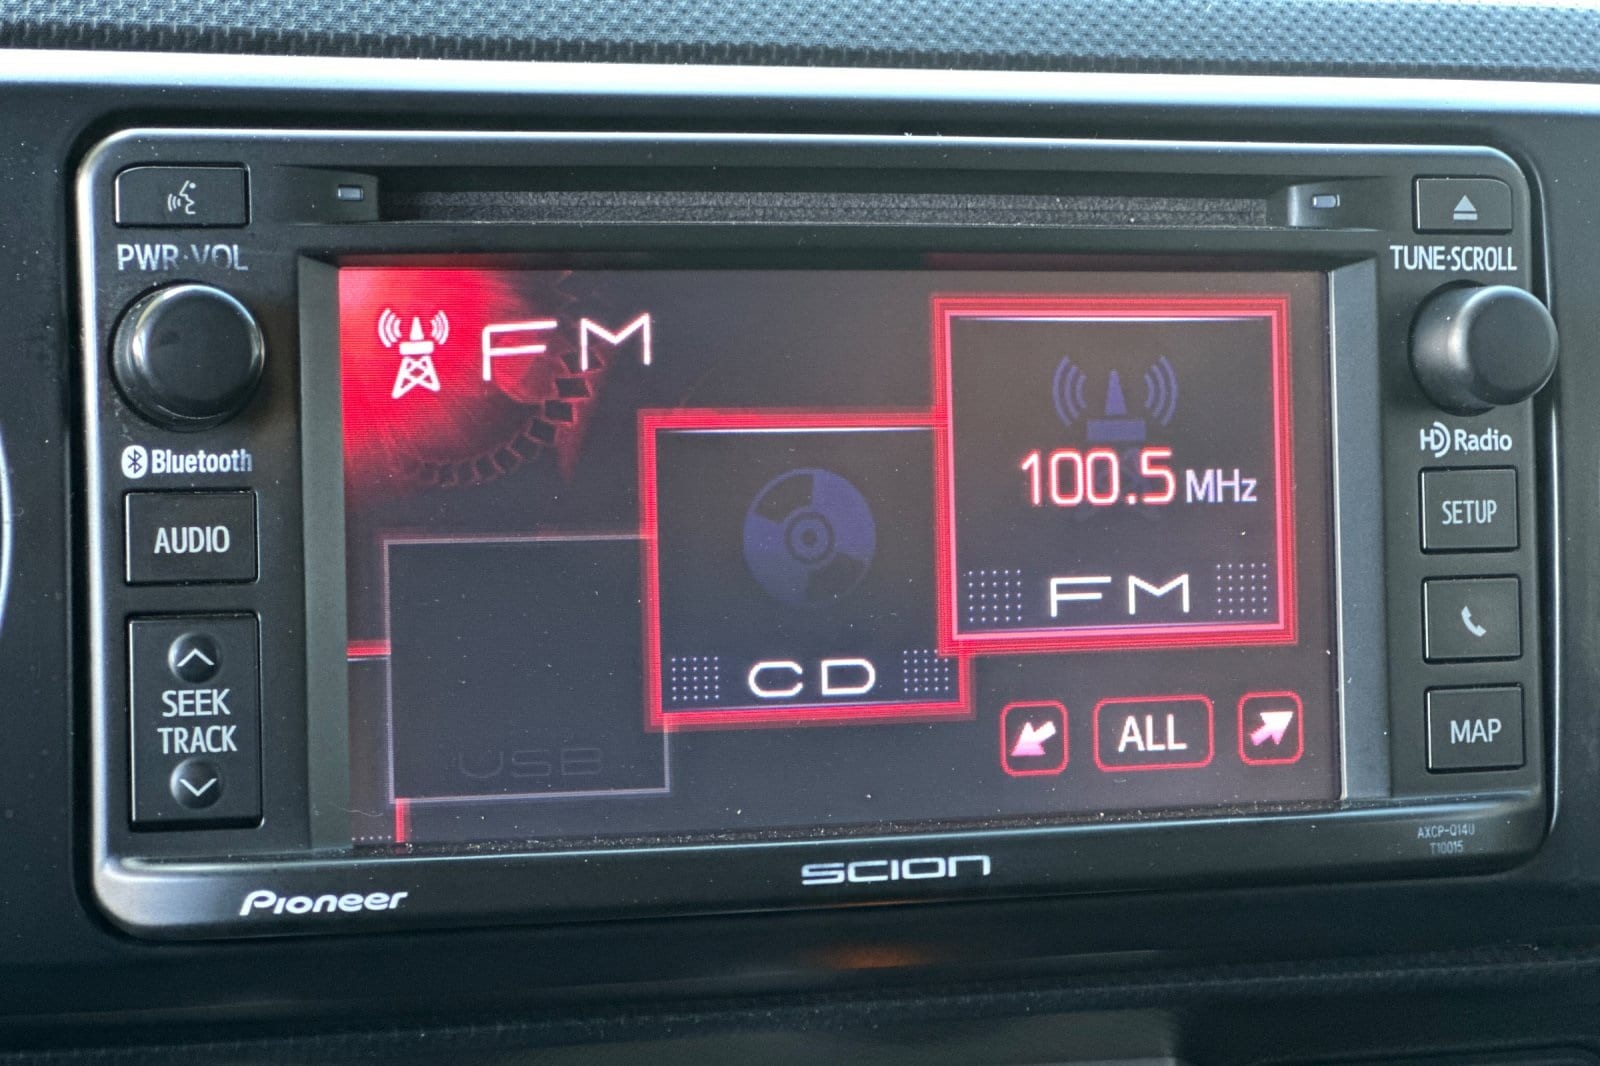 PWR·VOL
TUNE·SCROLL
FM
Bluetooth
HD Radio
100.5 MHz
AUDIO
SETUP
FM
CD
SEEK
TRACK
ALL
MAP
USB
AXCP-Q14U
T10015
SCION
Pioneer